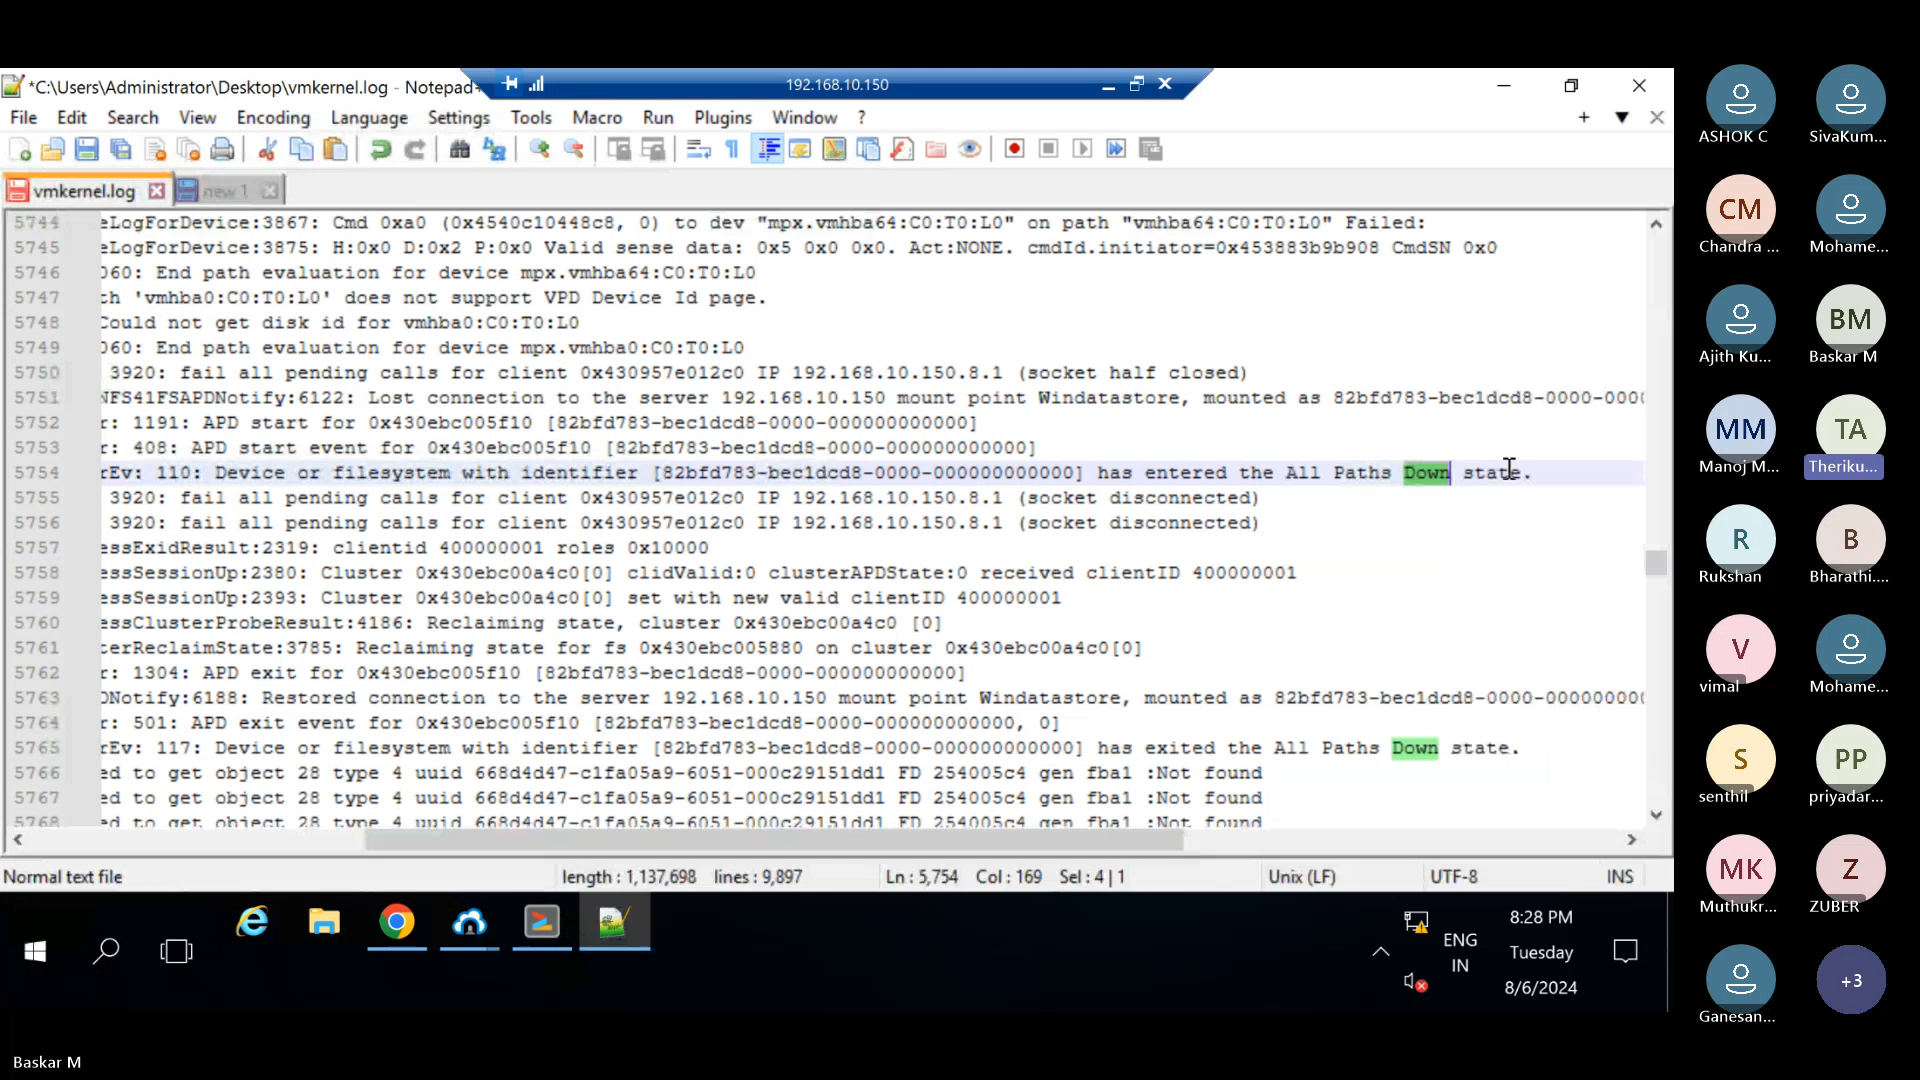 *C:\Users\Administrator\Desktop\vmkernel.log - Notepad+
192.168.10.150
File Edit Search View Encoding Language Settings Tools Macro Run Plugins Window ?
vmkernel.log
new 1
5744 eLogForDevice:3867: Cmd 0xa0 (0x4540c10448c8, 0) to dev "mpx.vmhba64:C0:T0:L0" on path "vmhba64:C0:T0:L0" Failed:
5745 eLogForDevice:3875: H:0x0 D:0x2 P:0x0 Valid sense data: 0x5 0x0 0x0. Act:NONE. cmdId.initiator=0x453883b9b908 CmdSN 0x0
5746 060: End path evaluation for device mpx.vmhba64:C0:T0:L0
5747 th 'vmhba0:C0:T0:L0' does not support VPD Device Id page.
5748 Could not get disk id for vmhba0:C0:T0:L0
5749 060: End path evaluation for device mpx.vmhba0:C0:T0:L0
5750 3920: fail all pending calls for client 0x430957e012c0 IP 192.168.10.150.8.1 (socket half closed)
5751 NFS41FSAPDNotify:6122: Lost connection to the server 192.168.10.150 mount point Windatastore, mounted as 82bfd783-bec1dcd8-0000-000
5752 r: 1191: APD start for 0x430ebc005f10 [82bfd783-bec1dcd8-0000-000000000000]
5753 r: 408: APD start event for 0x430ebc005f10 [82bfd783-bec1dcd8-0000-000000000000]
5754 rEv: 110: Device or filesystem with identifier [82bfd783-bec1dcd8-0000-000000000000] has entered the All Paths Down state.
5755 3920: fail all pending calls for client 0x430957e012c0 IP 192.168.10.150.8.1 (socket disconnected)
5756 3920: fail all pending calls for client 0x430957e012c0 IP 192.168.10.150.8.1 (socket disconnected)
5757 essExidResult:2319: clientid 400000001 roles 0x10000
5758 essSessionUp:2380: Cluster 0x430ebc00a4c0[0] clidValid:0 clusterAPDState:0 received clientID 400000001
5759 essSessionUp:2393: Cluster 0x430ebc00a4c0[0] set with new valid clientID 400000001
5760 essClusterProbeResult:4186: Reclaiming state, cluster 0x430ebc00a4c0 [0]
5761 terReclaimState:3785: Reclaiming state for fs 0x430ebc005880 on cluster 0x430ebc00a4c0[0]
5762 r: 1304: APD exit for 0x430ebc005f10 [82bfd783-bec1dcd8-0000-000000000000]
5763 DNotify:6188: Restored connection to the server 192.168.10.150 mount point Windatastore, mounted as 82bfd783-bec1dcd8-0000-00000000
5764 r: 501: APD exit event for 0x430ebc005f10 [82bfd783-bec1dcd8-0000-000000000000, 0]
5765 rEv: 117: Device or filesystem with identifier [82bfd783-bec1dcd8-0000-000000000000] has exited the All Paths Down state.
5766 ed to get object 28 type 4 uuid 668d4d47-c1fa05a9-6051-000c29151dd1 FD 254005c4 gen fba1 :Not found
5767 ed to get object 28 type 4 uuid 668d4d47-c1fa05a9-6051-000c29151dd1 FD 254005c4 gen fba1 :Not found
5768 ed to get object 28 type 4 uuid 668d4d47-c1fa05a9-6051-000c29151dd1 FD 254005c4 gen fba1 :Not found
Normal text file length : 1,137,698 lines : 9,897 Ln : 5,754 Col : 169 Sel : 4 | 1 Unix (LF) UTF-8 INS
ENG
IN
8:28 PM
Tuesday
8/6/2024
Baskar M
ASHOK C
SivaKum...
CM
Chandra ...
Mohame...
Ajith Ku...
BM
Baskar M
MM
Manoj M...
TA
Theriku...
R
Rukshan
B
Bharathi....
V
vimal
Mohame...
S
senthil
PP
priyadar...
MK
Muthukr...
Z
ZUBER
Ganesan...
+3